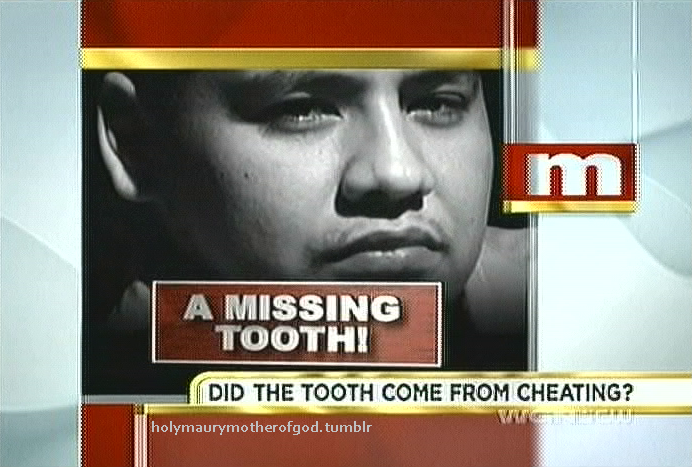 m
A MISSING
TOOTH!
DID THE TOOTH COME FROM CHEATING?
holymaurymotherofgod.tumblr